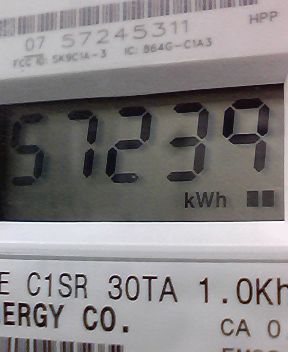 07 57245311 HPP
FCC ID: SK9C1A-3 IC: 864G-C1A3
57239
kWh
E C1SR 30TA 1.0Kh
ERGY CO. CA 0.